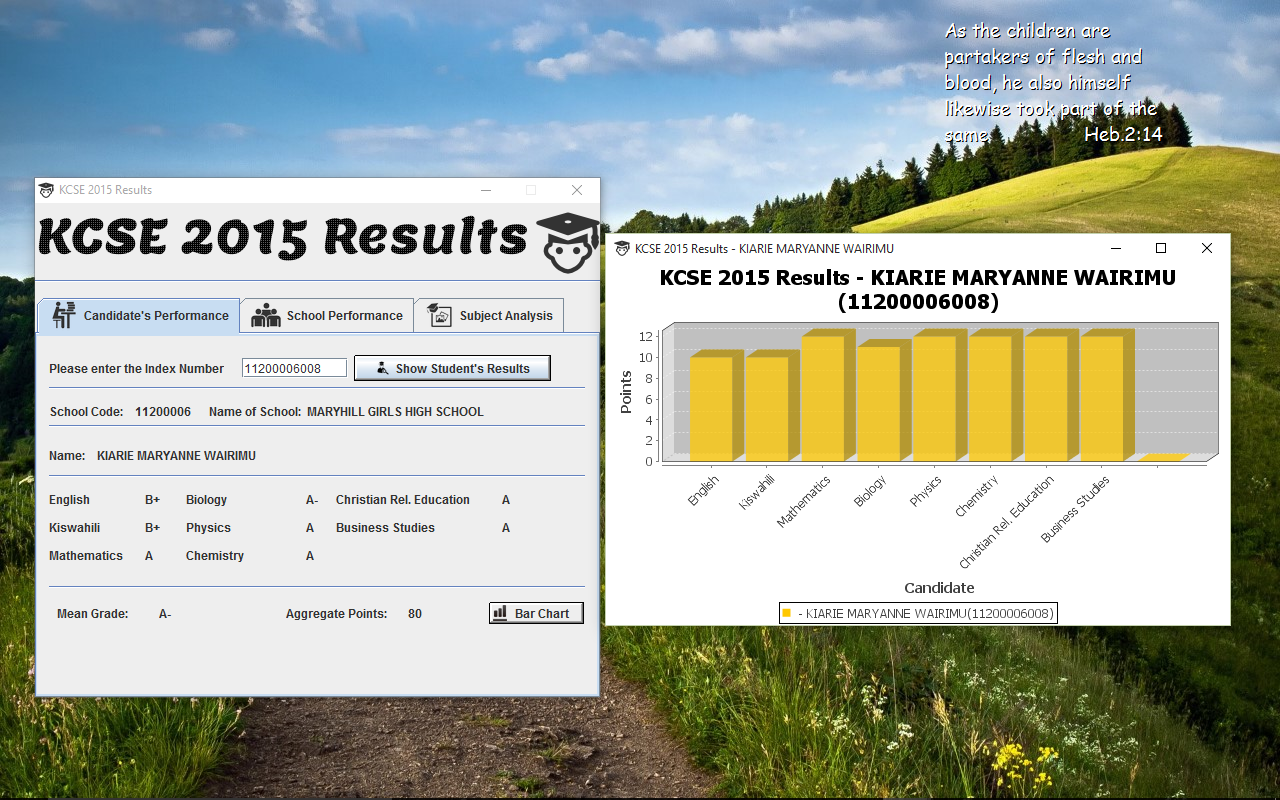 As the children are
partakers of flesh and
blood, he also himself
likewise took part of the
same Heb.2:14
KCSE 2015 Results
KCSE 2015 Results
Candidate's Performance School Performance Subject Analysis
Please enter the Index Number 11200006008 Show Student's Results
School Code: 11200006 Name of School: MARYHILL GIRLS HIGH SCHOOL
Name: KIARIE MARYANNE WAIRIMU
English B+ Biology A- Christian Rel. Education A
Kiswahili B+ Physics A Business Studies A
Mathematics A Chemistry A
Mean Grade: A- Aggregate Points: 80 Bar Chart
KCSE 2015 Results - KIARIE MARYANNE WAIRIMU
KCSE 2015 Results - KIARIE MARYANNE WAIRIMU
(11200006008)
Points
12
10
8
6
4
2
0
English Kiswahili Mathematics Biology Physics Chemistry Christian Rel. Education Business Studies
Candidate
- KIARIE MARYANNE WAIRIMU(11200006008)